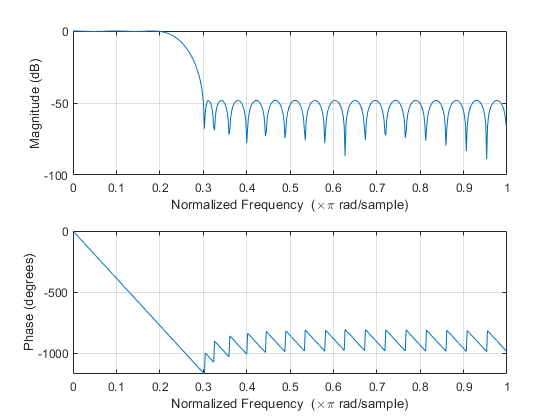 0
-50
-100
Magnitude (dB)
0 0.1 0.2 0.3 0.4 0.5 0.6 0.7 0.8 0.9 1
Normalized Frequency (×π rad/sample)
0
-500
-1000
Phase (degrees)
0 0.1 0.2 0.3 0.4 0.5 0.6 0.7 0.8 0.9 1
Normalized Frequency (×π rad/sample)